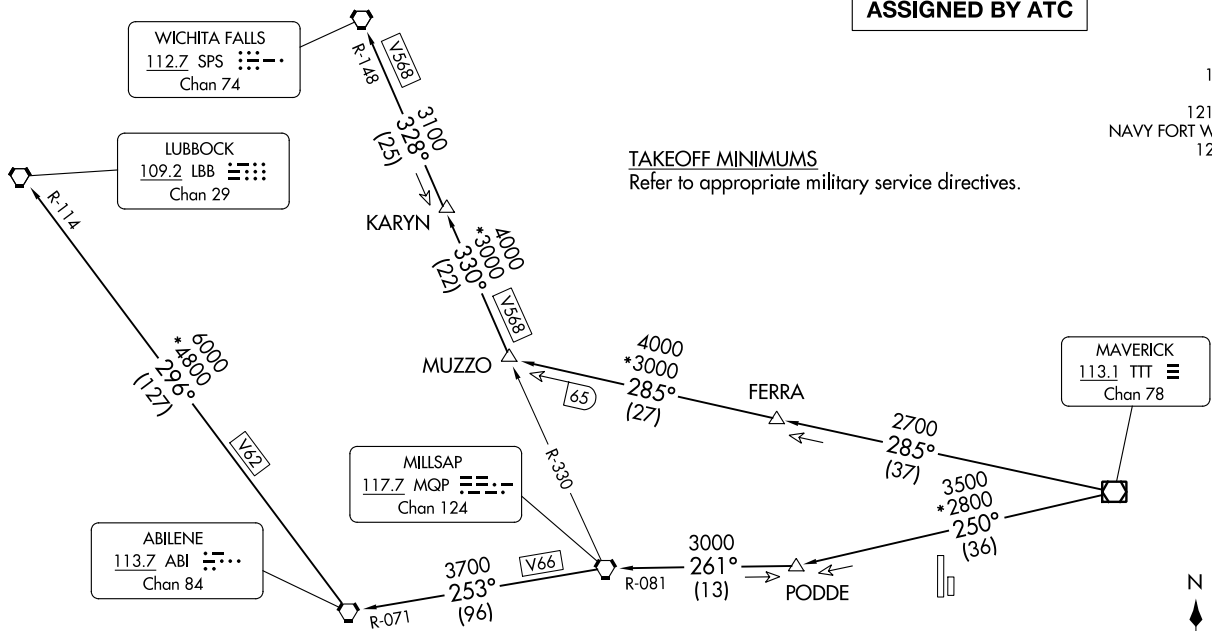 ASSIGNED BY ATC
WICHITA FALLS
112.7 SPS
Chan 74
R-148
V568
3100
328°
(25)
1
121
NAVY FORT W
12
TAKEOFF MINIMUMS
Refer to appropriate military service directives.
LUBBOCK
109.2 LBB
Chan 29
R-114
KARYN
4000
*3000
330°
(22)
V568
6000
*4800
296°
(127)
V62
MUZZO
65
4000
*3000
285°
(27)
FERRA
MAVERICK
113.1 TTT
Chan 78
2700
285°
(37)
3500
*2800
250°
(36)
R-330
MILLSAP
117.7 MQP
Chan 124
ABILENE
113.7 ABI
Chan 84
R-071
3700
253°
(96)
V66
R-081
3000
261°
(13)
PODDE
N